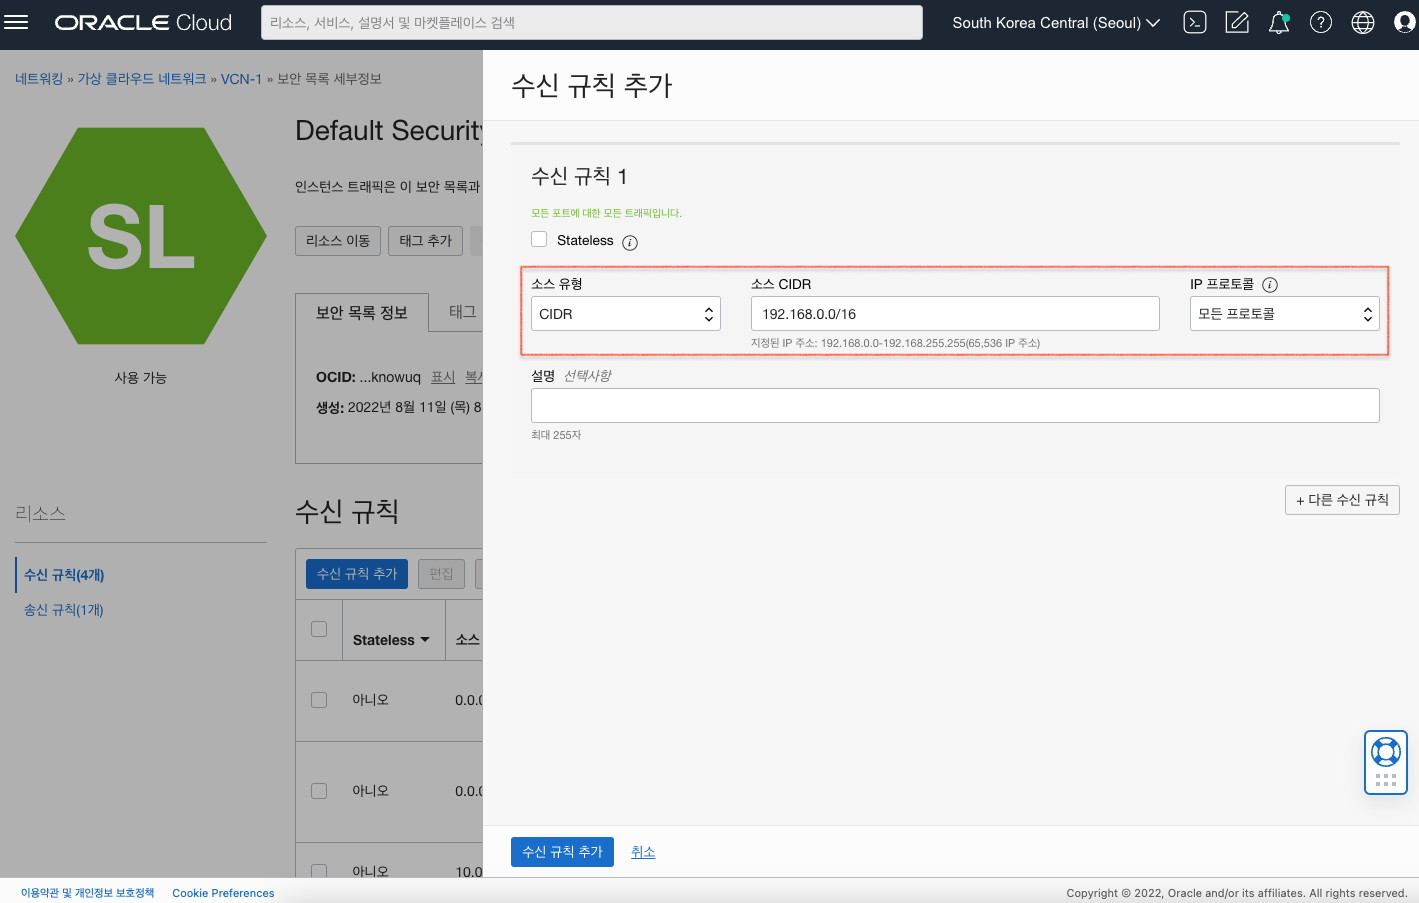 ORACLE Cloud
리소스, 서비스, 설명서 및 마켓플레이스 검색
South Korea Central (Seoul)
네트워킹 » 가상 클라우드 네트워크 » VCN-1 » 보안 목록 세부정보
SL
사용 가능
Default Security
인스턴스 트래픽은 이 보안 목록과
리소스 이동
태그 추가
보안 목록 정보
태그
OCID: ...knowuq 표시
생성: 2022년 8월 11일 (목) 8
리소스
수신 규칙(4개)
송신 규칙(1개)
수신 규칙
수신 규칙 추가
편집
Stateless
소스
아니오 0.0.0
아니오 0.0.0
아니오 10.0
수신 규칙 추가
수신 규칙 1
모든 포트에 대한 모든 트래픽입니다.
Stateless
소스 유형
CIDR
소스 CIDR
192.168.0.0/16
지정된 IP 주소: 192.168.0.0-192.168.255.255(65,536 IP 주소)
IP 프로토콜
모든 프로토콜
설명 선택사항
최대 255자
+ 다른 수신 규칙
수신 규칙 추가
취소
이용약관 및 개인정보 보호정책
Cookie Preferences
Copyright © 2022, Oracle and/or its affiliates. All rights reserved.